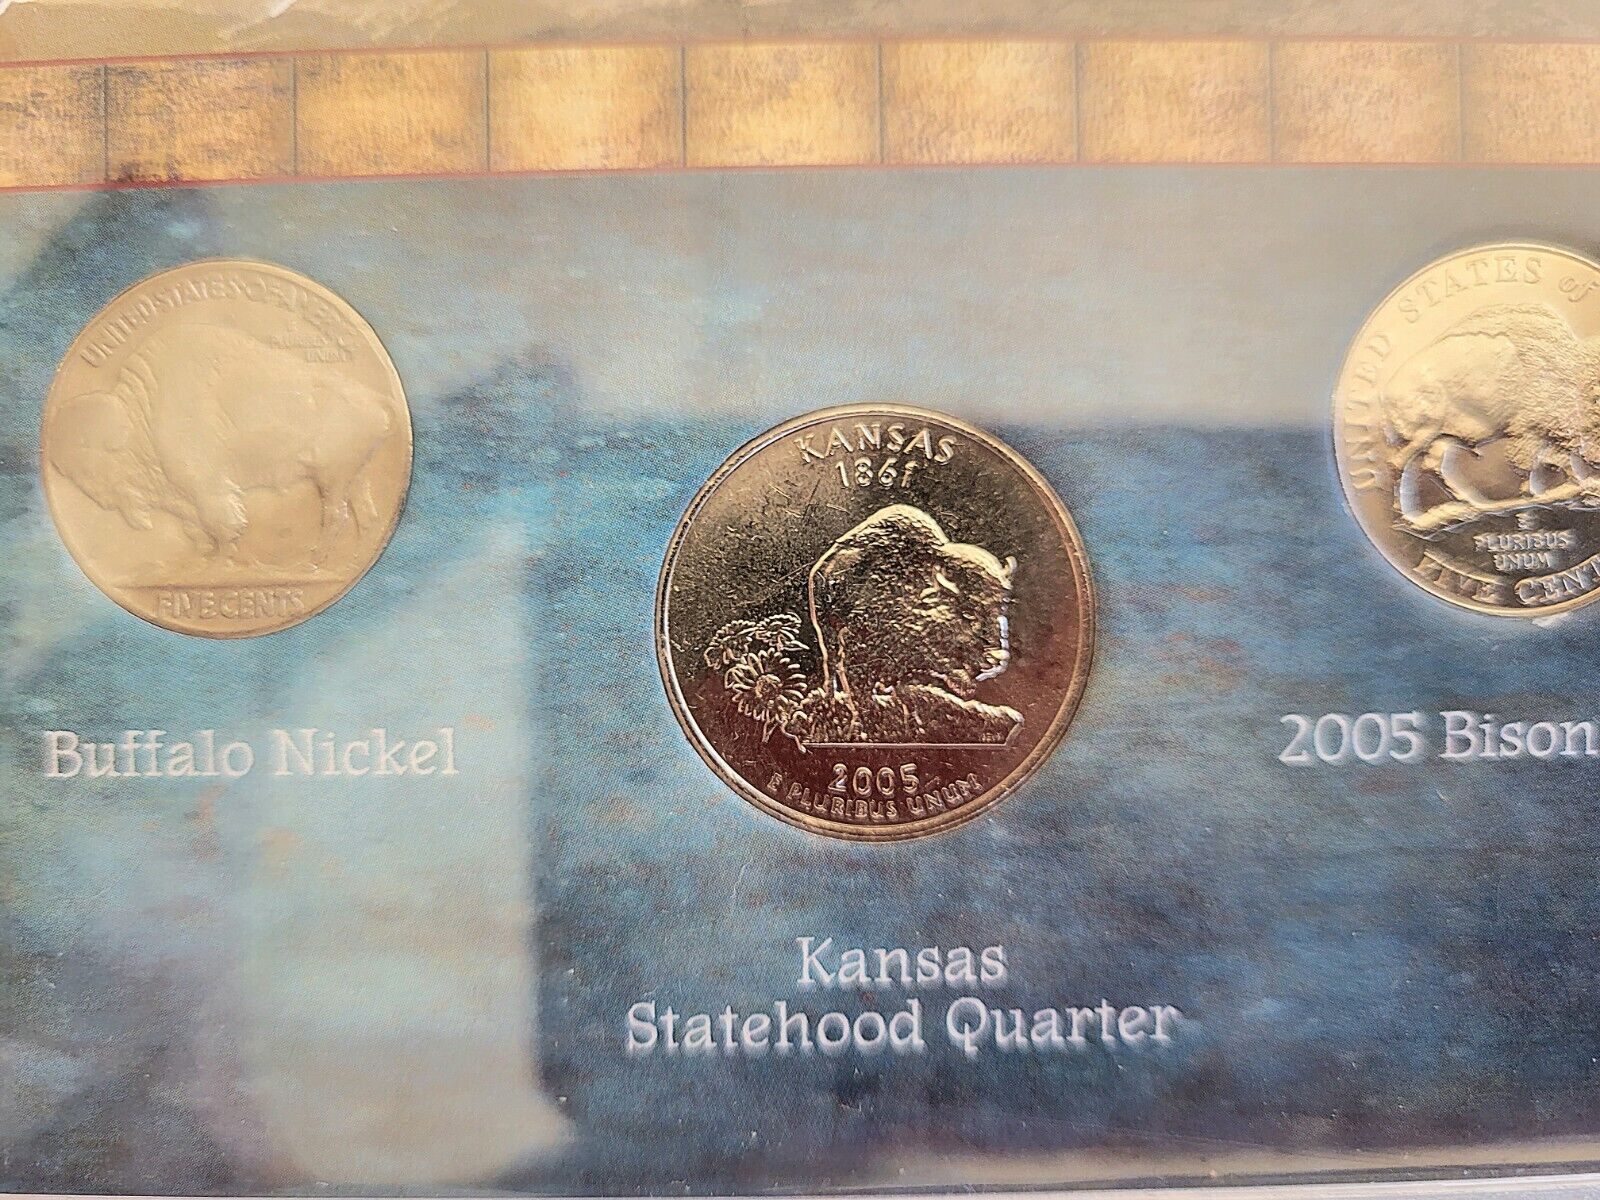 UNITED STATES OF AMERICA
E PLURIBUS
UNUM
FIVE CENTS
Buffalo Nickel
KANSAS
1861
2005
E PLURIBUS UNUM
Kansas
Statehood Quarter
UNITED STATES of
E
PLURIBUS
UNUM
FIVE CENT
2005 Bison